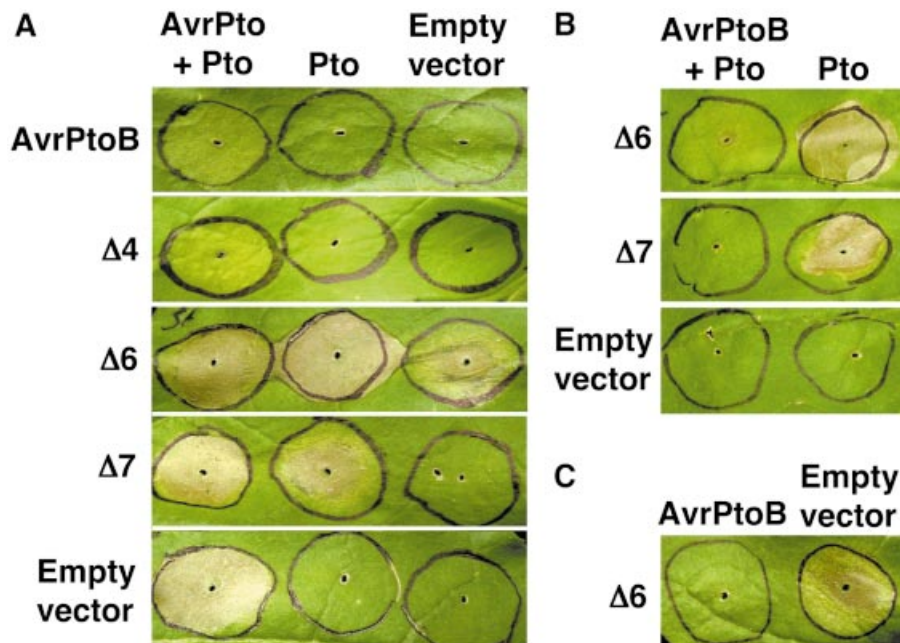 A
AvrPto
+ Pto
Pto
Empty
vector
AvrPtoB
Δ4
Δ6
Δ7
Empty
vector
B
AvrPtoB
+ Pto
Pto
Δ6
Δ7
Empty
vector
C
AvrPtoB
Empty
vector
Δ6